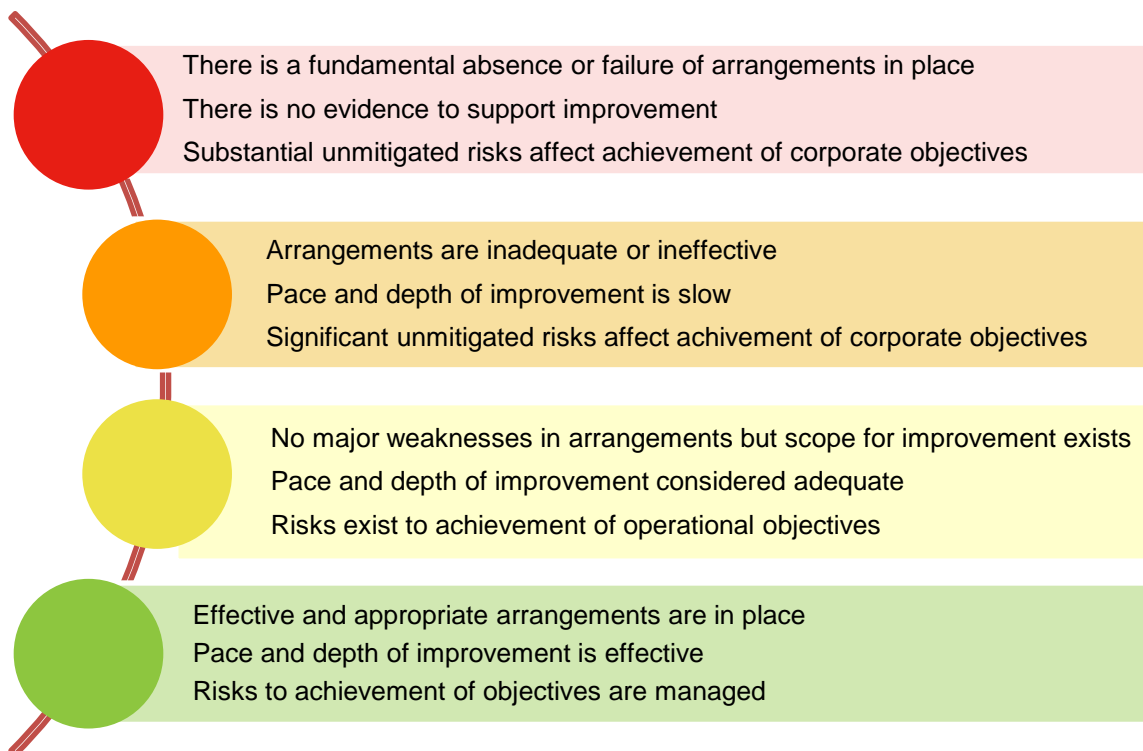 There is a fundamental absence or failure of arrangements in place
There is no evidence to support improvement
Substantial unmitigated risks affect achievement of corporate objectives
Arrangements are inadequate or ineffective
Pace and depth of improvement is slow
Significant unmitigated risks affect achivement of corporate objectives
No major weaknesses in arrangements but scope for improvement exists
Pace and depth of improvement considered adequate
Risks exist to achievement of operational objectives
Effective and appropriate arrangements are in place
Pace and depth of improvement is effective
Risks to achievement of objectives are managed